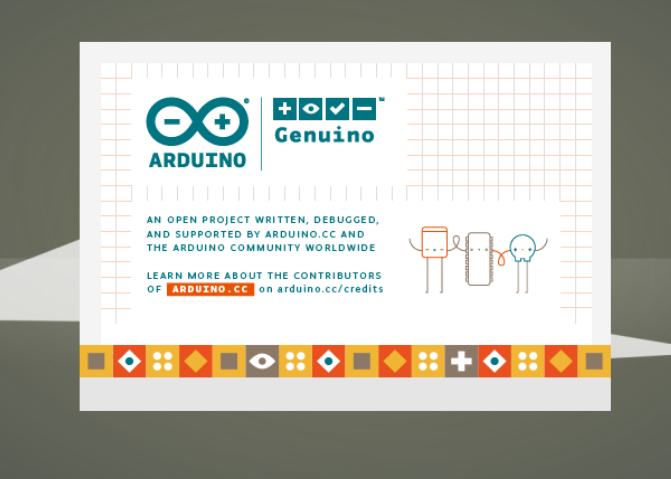 ARDUINO
Genuino™
AN OPEN PROJECT WRITTEN, DEBUGGED,
AND SUPPORTED BY ARDUINO.CC AND
THE ARDUINO COMMUNITY WORLDWIDE
LEARN MORE ABOUT THE CONTRIBUTORS
OF ARDUINO.CC on arduino.cc/credits